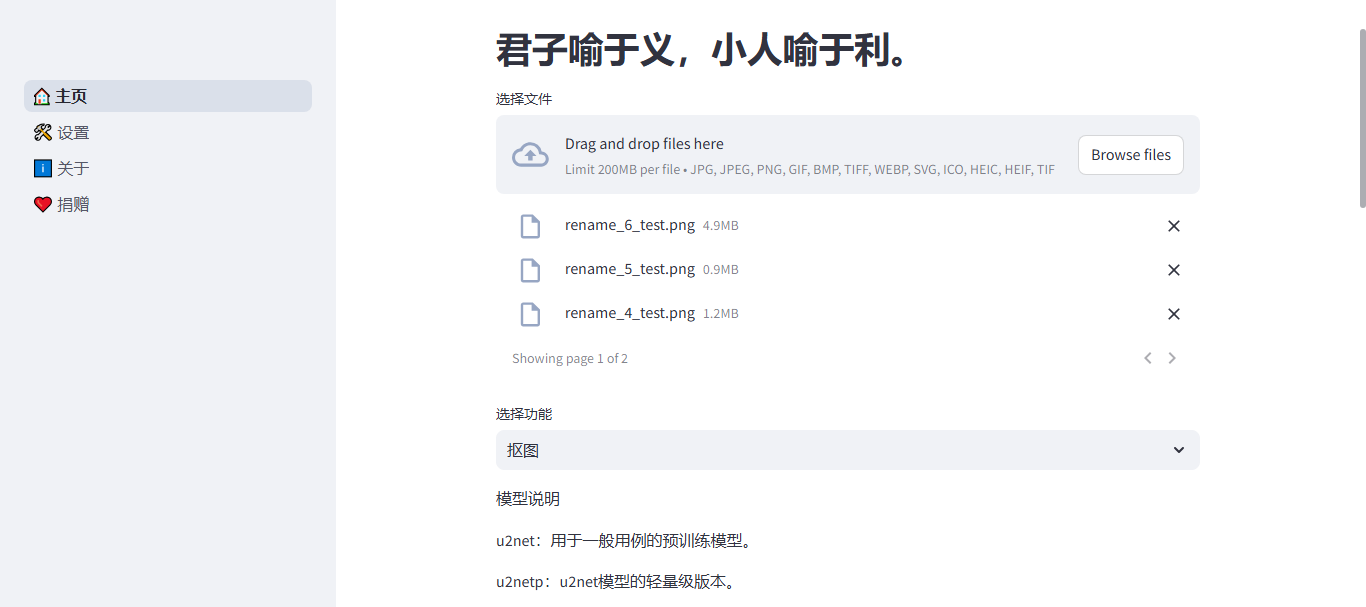 君子喻于义，小人喻于利。
主页
设置
关于
捐赠
选择文件
Drag and drop files here
Limit 200MB per file • JPG, JPEG, PNG, GIF, BMP, TIFF, WEBP, SVG, ICO, HEIC, HEIF, TIF
Browse files
rename_6_test.png 4.9MB
rename_5_test.png 0.9MB
rename_4_test.png 1.2MB
Showing page 1 of 2
选择功能
抠图
模型说明
u2net：用于一般用例的预训练模型。
u2netp：u2net模型的轻量级版本。